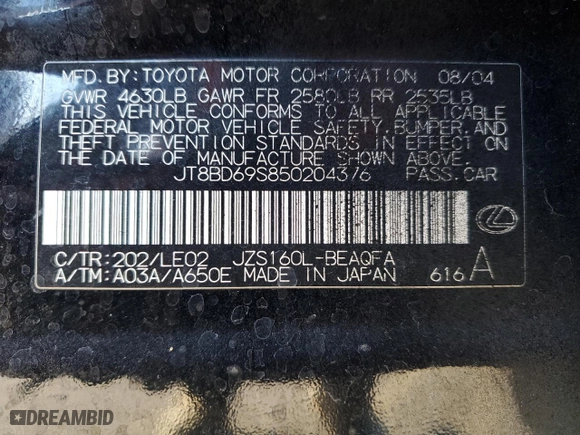 MFD.BY:TOYOTA MOTOR CORPORATION 08/04
GVWR 4630LB GAWR FR 2580LB RR 2535LB
THIS VEHICLE CONFORMS TO ALL APPLICABLE
FEDERAL MOTOR VEHICLE SAFETY,BUMPER,AND
THEFT PREVENTION STANDARDS IN EFFECT ON
THE DATE OF MANUFACTURE SHOWN ABOVE.
JT8BD69S850204376 PASS.CAR
C/TR:202/LE02 JZS160L-BEAQFA
A/TM:A03A/A650E MADE IN JAPAN 616A
DREAMBID